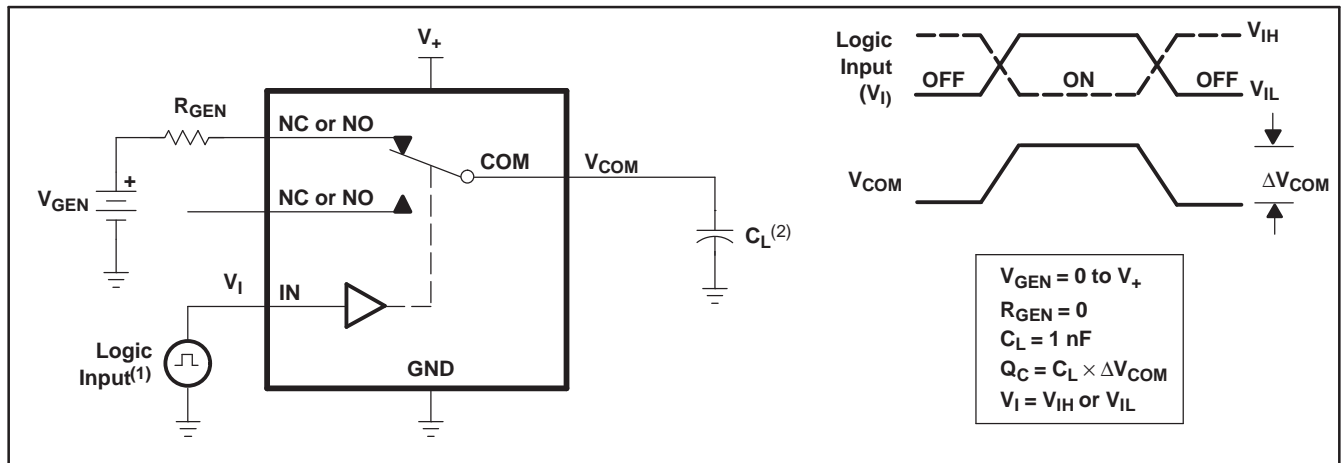 V+
RGEN
NC or NO
COM
VCOM
VGEN
+
NC or NO
CL(2)
VI
IN
Logic
Input(1)
GND
Logic
Input
(VI)
OFF
ON
OFF
VIH
VIL
VCOM
ΔVCOM
VGEN = 0 to V+
RGEN = 0
CL = 1 nF
QC = CL × ΔVCOM
VI = VIH or VIL